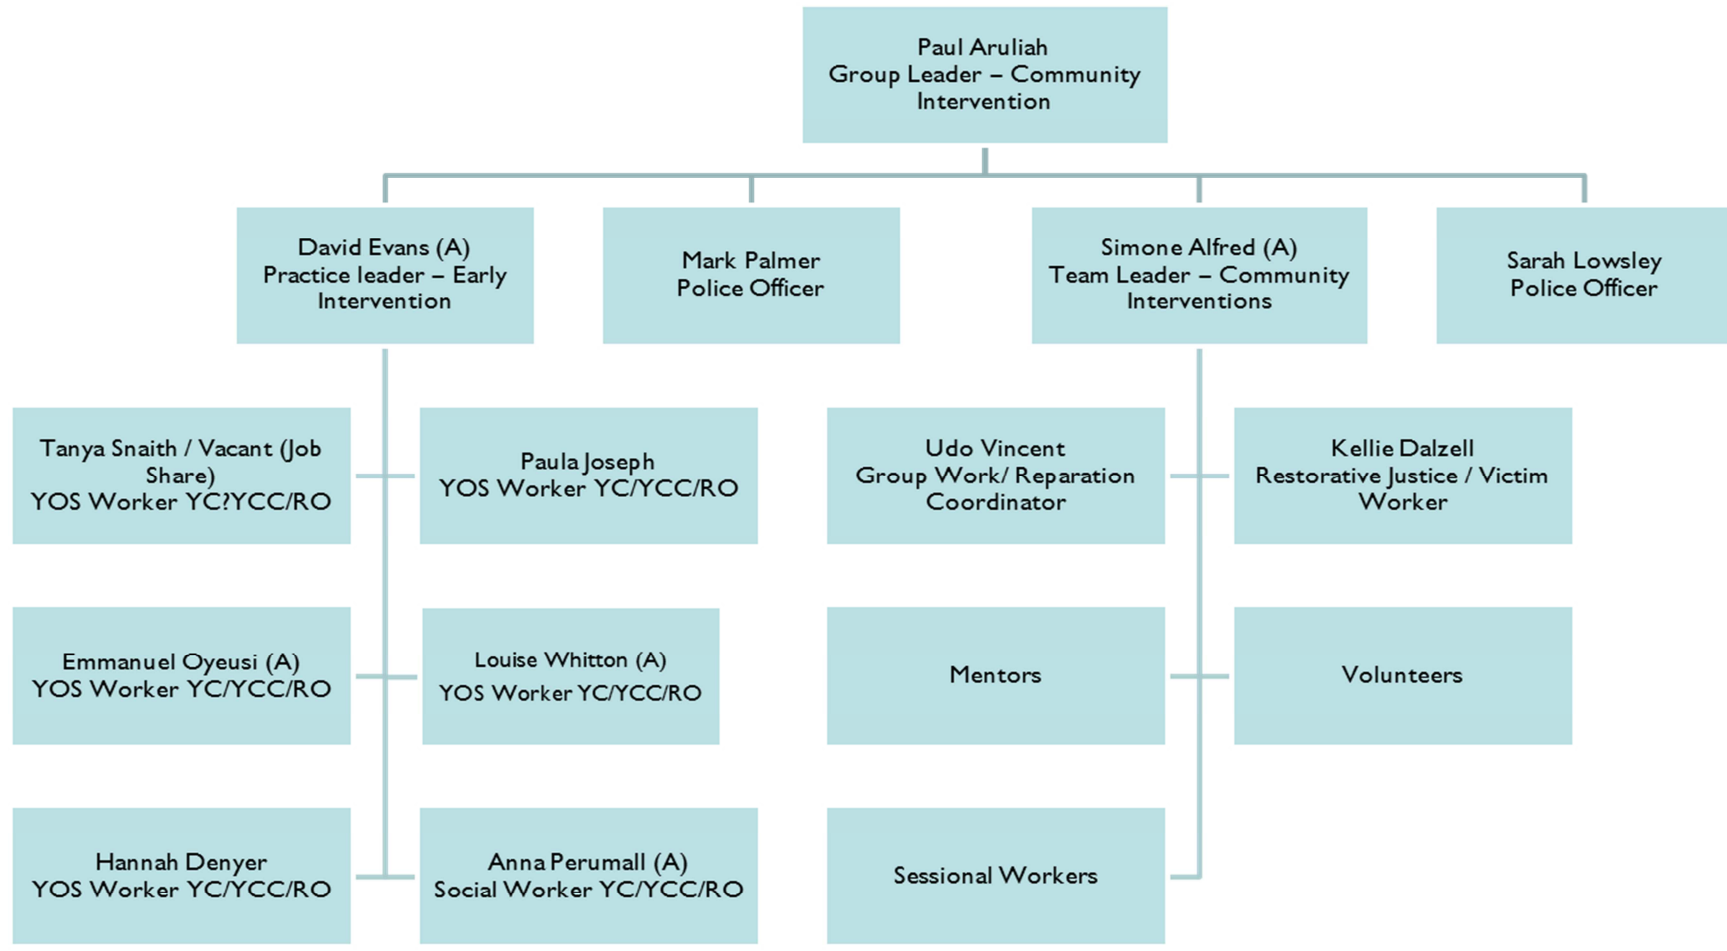 Paul Aruliah
Group Leader – Community
Intervention
David Evans (A)
Practice leader – Early
Intervention
Mark Palmer
Police Officer
Simone Alfred (A)
Team Leader – Community
Interventions
Sarah Lowsley
Police Officer
Tanya Snaith / Vacant (Job
Share)
YOS Worker YC?YCC/RO
Paula Joseph
YOS Worker YC/YCC/RO
Udo Vincent
Group Work/ Reparation
Coordinator
Kellie Dalzell
Restorative Justice / Victim
Worker
Emmanuel Oyeusi (A)
YOS Worker YC/YCC/RO
Louise Whitton (A)
YOS Worker YC/YCC/RO
Mentors
Volunteers
Hannah Denyer
YOS Worker YC/YCC/RO
Anna Perumall (A)
Social Worker YC/YCC/RO
Sessional Workers